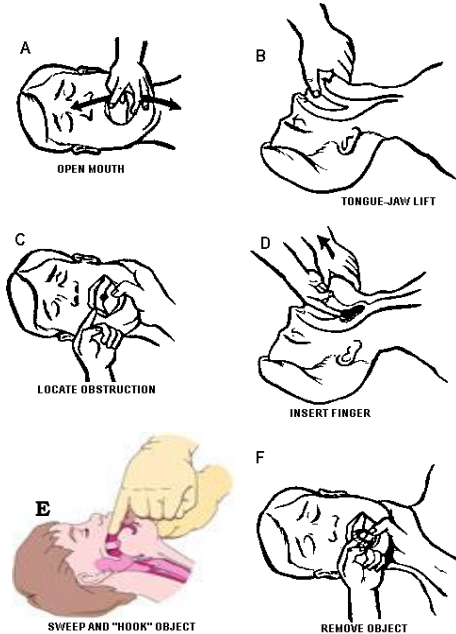 A
OPEN MOUTH
B
TONGUE-JAW LIFT
C
LOCATE OBSTRUCTION
D
INSERT FINGER
E
SWEEP AND "HOOK" OBJECT
F
REMOVE OBJECT